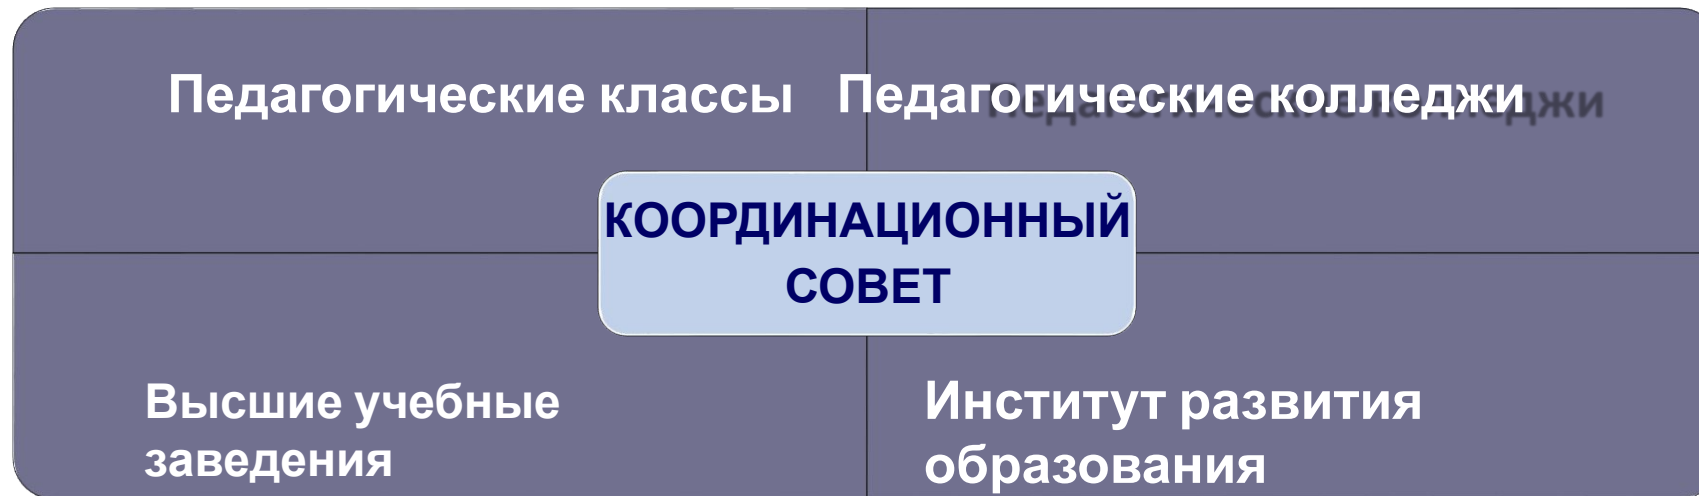 Педагогические классы
Педагогические колледжи
КООРДИНАЦИОННЫЙ
СОВЕТ
Высшие учебные
заведения
Институт развития
образования